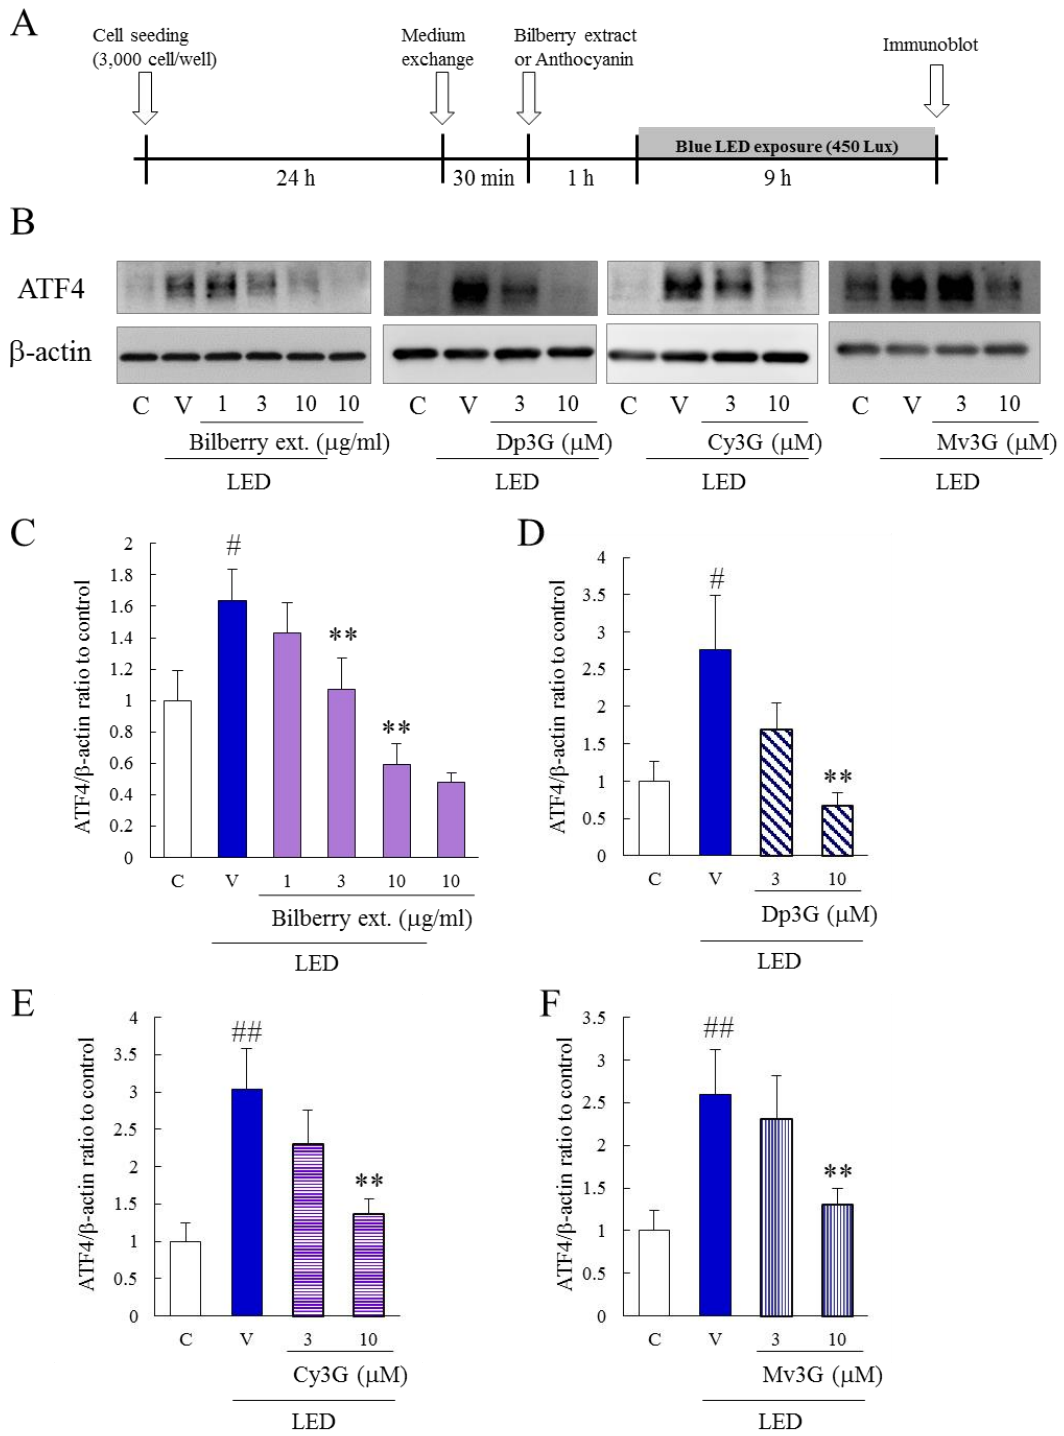 A
Cell seeding
(3,000 cell/well)
Medium
exchange
Bilberry extract
or Anthocyanin
Immunoblot
Blue LED exposure (450 Lux)
24 h
30 min
1 h
9 h
B
ATF4
β-actin
C V 1 3 10 10
Bilberry ext. (μg/ml)
LED
C V 3 10
Dp3G (μM)
LED
C V 3 10
Cy3G (μM)
LED
C V 3 10
Mv3G (μM)
LED
C
ATF4/β-actin ratio to control
2
1.8
1.6
1.4
1.2
1
0.8
0.6
0.4
0.2
0
#
**
**
C V 1 3 10 10
Bilberry ext. (μg/ml)
LED
D
ATF4/β-actin ratio to control
4
3.5
3
2.5
2
1.5
1
0.5
0
#
**
C V 3 10
Dp3G (μM)
LED
E
ATF4/β-actin ratio to control
4
3.5
3
2.5
2
1.5
1
0.5
0
##
**
C V 3 10
Cy3G (μM)
LED
F
ATF4/β-actin ratio to control
3.5
3
2.5
2
1.5
1
0.5
0
##
**
C V 3 10
Mv3G (μM)
LED